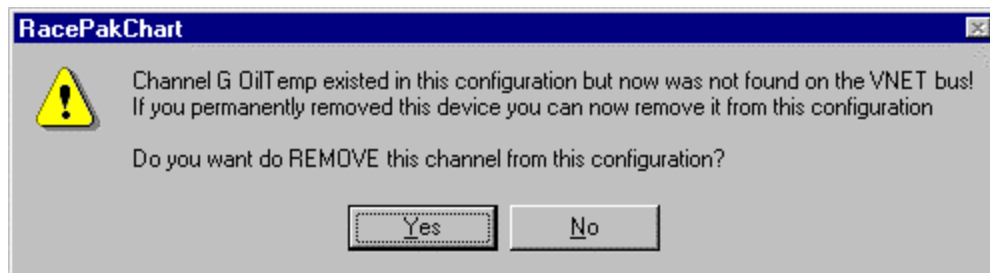 RacePakChart
Channel G OilTemp existed in this configuration but now was not found on the VNET bus!
If you permanently removed this device you can now remove it from this configuration
Do you want do REMOVE this channel from this configuration?
Yes
No